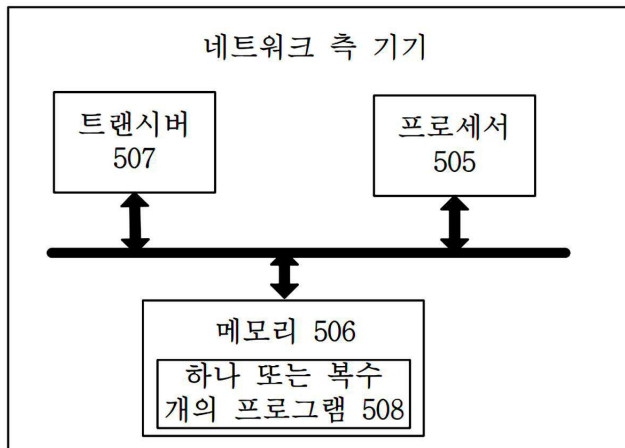 네트워크 측 기기
트랜시버
507
프로세서
505
메모리 506
하나 또는 복수
개의 프로그램 508